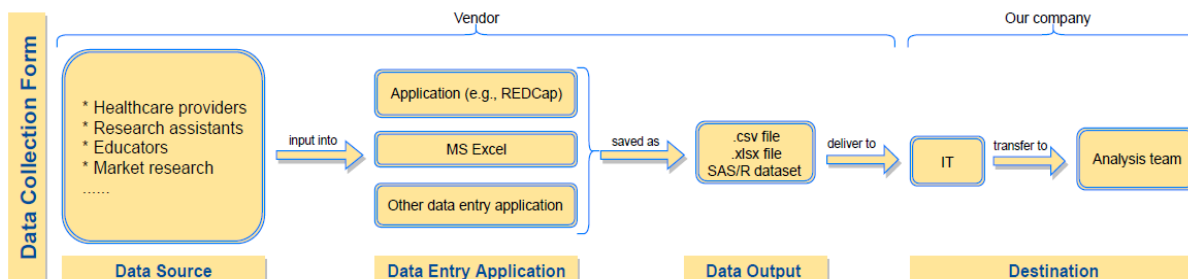 Data Collection Form
Vendor
Our company
* Healthcare providers
* Research assistants
* Educators
* Market research
......
input into
Application (e.g., REDCap)
MS Excel
Other data entry application
saved as
.csv file
.xlsx file
SAS/R dataset
deliver to
IT
transfer to
Analysis team
Data Source
Data Entry Application
Data Output
Destination